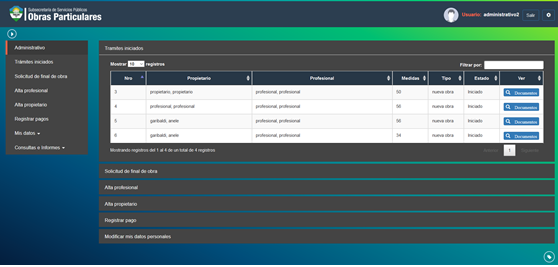 Subsecretaría de Servicios Públicos
Obras Particulares
Usuario: administrativo2
Salir
Administrativo
Trámites iniciados
Solicitud de final de obra
Alta profesional
Alta propietario
Registrar pagos
Mis datos
Consultas e Informes
Trámites iniciados
Mostrar 10 registros
Filtrar por:
Nro Propietario Profesional Medidas Tipo Estado Ver
3 propietario, propietario profesional, profesional 50 nueva obra Iniciado Documentos
4 profesional, profesional profesional, profesional 56 nueva obra Iniciado Documentos
5 garibaldi, anele profesional, profesional 56 nueva obra Iniciado Documentos
6 garibaldi, anele profesional, profesional 34 nueva obra Iniciado Documentos
Mostrando registros del 1 al 4 de un total de 4 registros
Anterior 1 Siguiente
Solicitud de final de obra
Alta profesional
Alta propietario
Registrar pago
Modificar mis datos personales